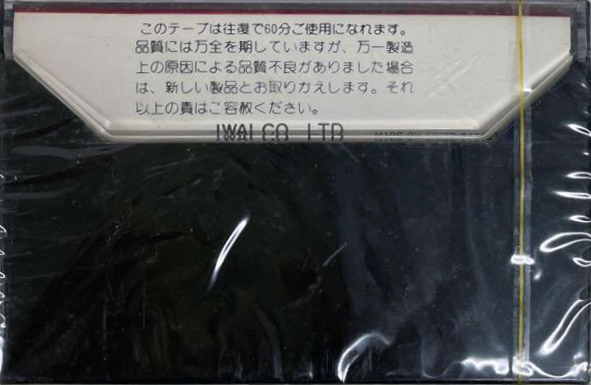 このテープは往復で60分ご使用になれます。
品質には万全を期していますが、万一製造
上の原因による品質不良がありました場合
は、新しい製品とお取りかえします。それ
以上の責はご容赦ください。
IWAI CO. LTD